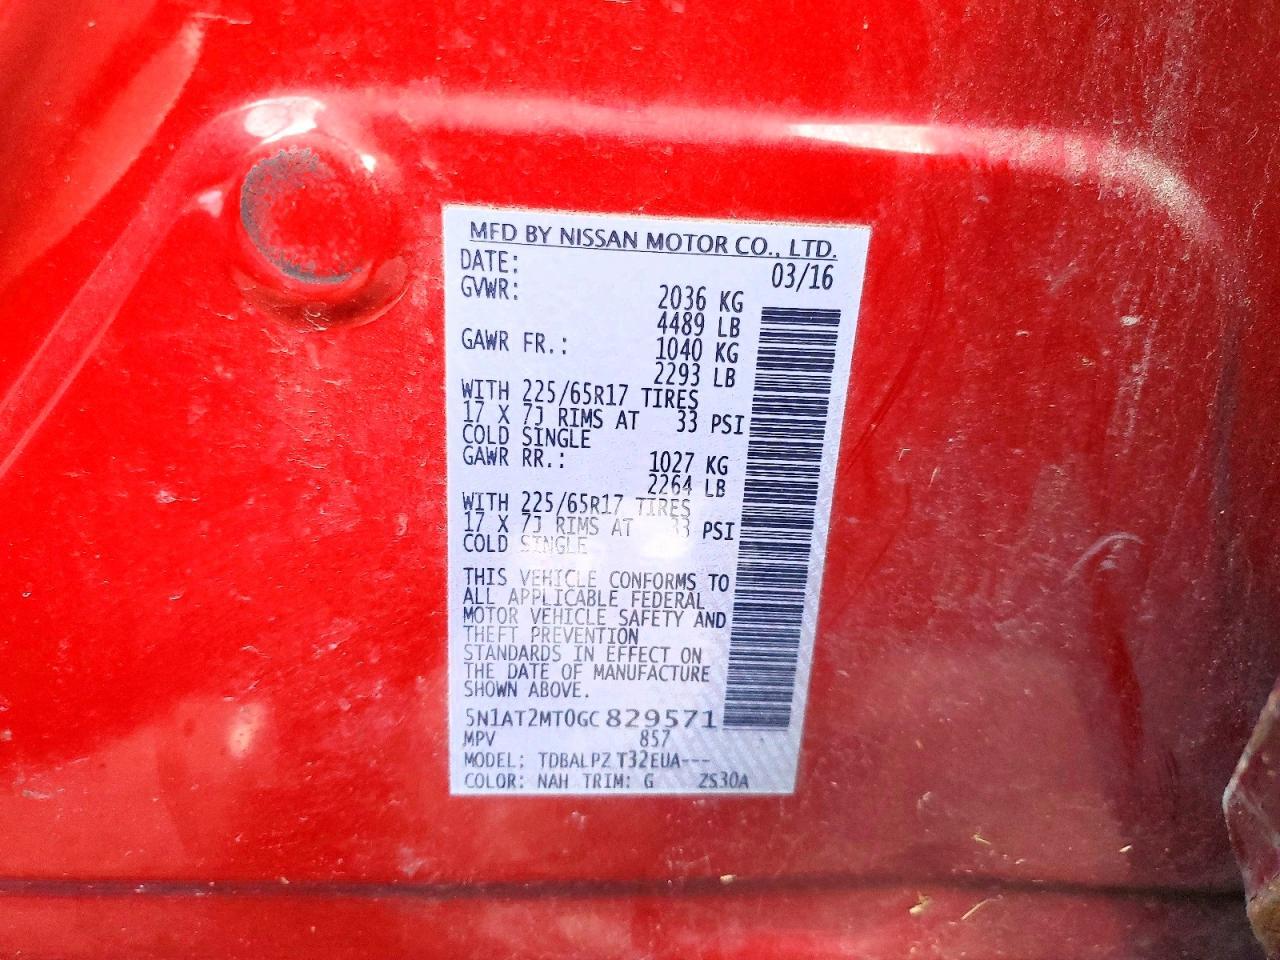 MFD BY NISSAN MOTOR CO., LTD.
DATE: 03/16
GVWR: 2036 KG
4489 LB
GAWR FR.: 1040 KG
2293 LB
WITH 225/65R17 TIRES
17 X 7J RIMS AT 33 PSI
COLD SINGLE
GAWR RR.: 1027 KG
2264 LB
WITH 225/65R17 TIRES
17 X 7J RIMS AT 33 PSI
COLD SINGLE
THIS VEHICLE CONFORMS TO
ALL APPLICABLE FEDERAL
MOTOR VEHICLE SAFETY AND
THEFT PREVENTION
STANDARDS IN EFFECT ON
THE DATE OF MANUFACTURE
SHOWN ABOVE.
5N1AT2MT0GC829571
MPV 857
MODEL: TDBALPZ T32EUA---
COLOR: NAH TRIM: G ZS30A